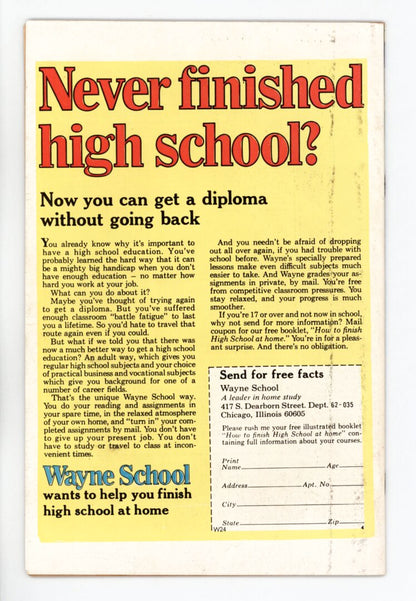 Never finished
high school?
Now you can get a diploma
without going back
You already know why it's important to
have a high school education. You've
probably learned the hard way that it can
be a mighty big handicap when you don't
have enough education – no matter how
hard you work at your job.
What can you do about it?
Maybe you've thought of trying again
to get a diploma. But you've suffered
enough classroom "battle fatigue" to last
you a lifetime. So you'd hate to travel that
route again even if you could.
But what if we told you that there was
now a much better way to get a high school
education? An adult way, which gives you
regular high school subjects and your choice
of practical business and vocational subjects
which give you background for one of a
number of career fields.
That's the unique Wayne School way.
You do your reading and assignments in
your spare time, in the relaxed atmosphere
of your own home, and "turn in" your com-
pleted assignments by mail. You don't have
to give up your present job. You don't
have to study or travel to class at incon-
venient times.
Wayne School
wants to help you finish
high school at home
And you needn't be afraid of dropping
out all over again, if you had trouble with
school before. Wayne's specially prepared
lessons make even difficult subjects much
easier to take. And Wayne grades your as-
signments in private, by mail. You're free
from competitive classroom pressures. You
stay relaxed, and your progress is much
smoother.
If you're 17 or over and not now in school,
why not send for more information? Mail
coupon for our free booklet, "How to finish
High School at home." You're in for a pleas-
ant surprise. And there's no obligation.
Send for free facts
Wayne School
A leader in home study
417 S. Dearborn Street. Dept. 62-035
Chicago, Illinois 60605
Please rush me your free illustrated booklet
"How to finish High School at home" con-
taining full information about your courses.
Print
Name Age
Address Apt. No.
City
State Zip
W24